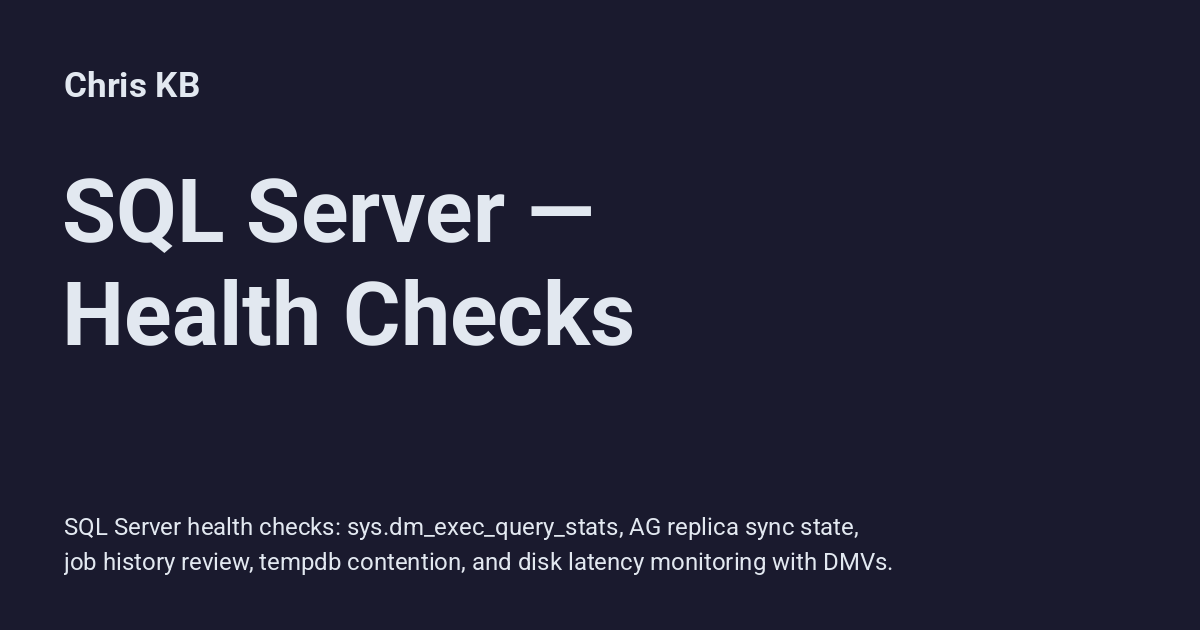 Chris KB
SQL Server —
Health Checks
SQL Server health checks: sys.dm_exec_query_stats, AG replica sync state,
job history review, tempdb contention, and disk latency monitoring with DMVs.